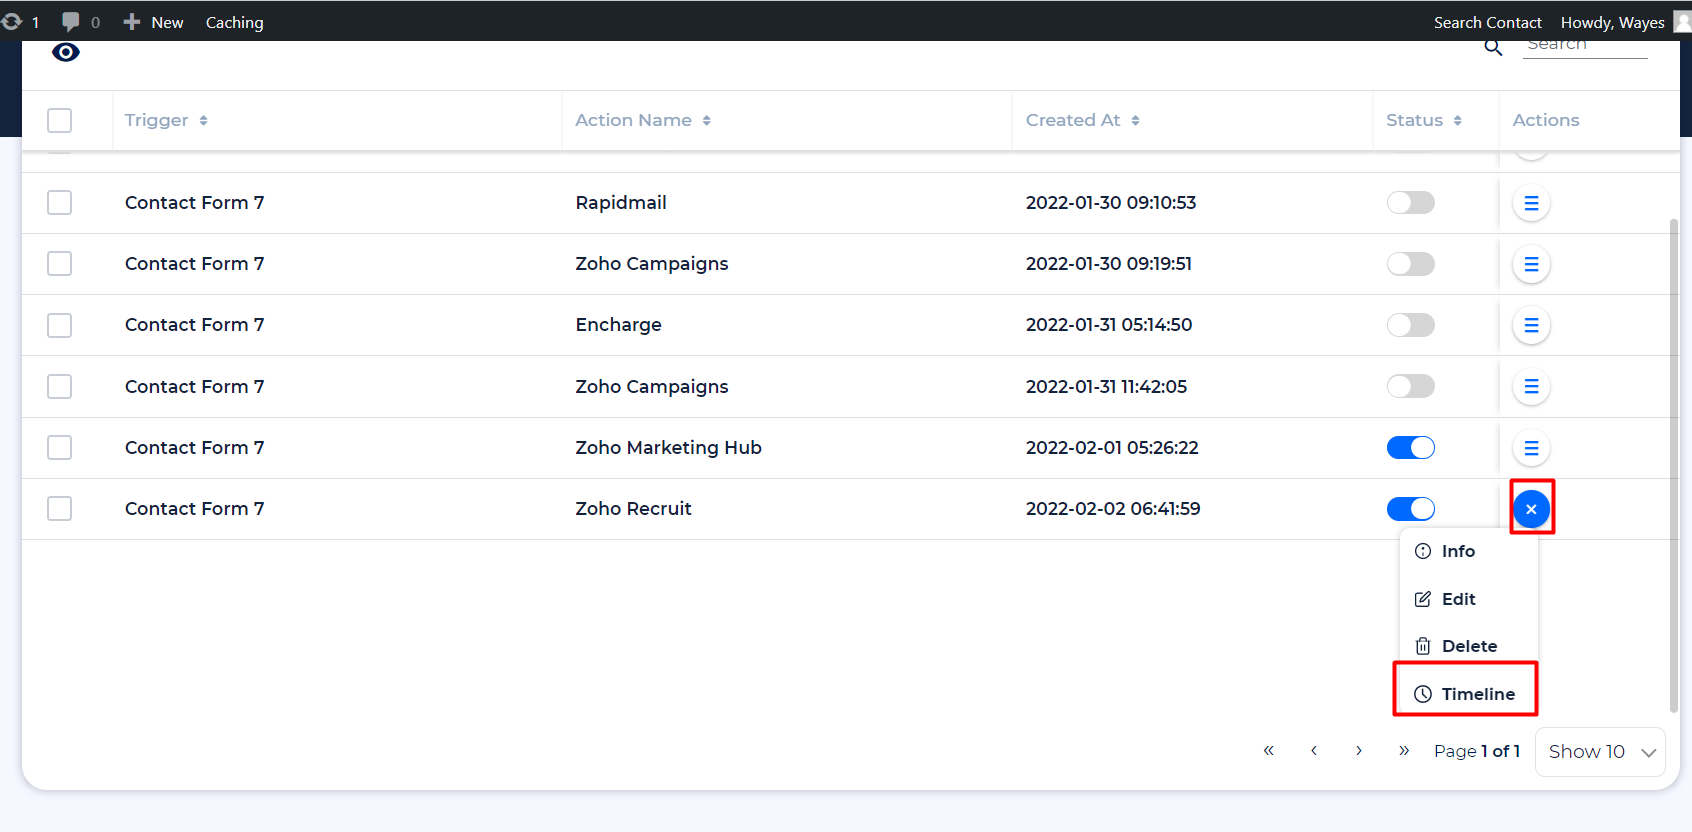 1 0 New Caching Search Contact Howdy, Wayes
Search
Trigger Action Name Created At Status Actions
Contact Form 7 Rapidmail 2022-01-30 09:10:53
Contact Form 7 Zoho Campaigns 2022-01-30 09:19:51
Contact Form 7 Encharge 2022-01-31 05:14:50
Contact Form 7 Zoho Campaigns 2022-01-31 11:42:05
Contact Form 7 Zoho Marketing Hub 2022-02-01 05:26:22
Contact Form 7 Zoho Recruit 2022-02-02 06:41:59
Info
Edit
Delete
Timeline
« ‹ › » Page 1 of 1 Show 10